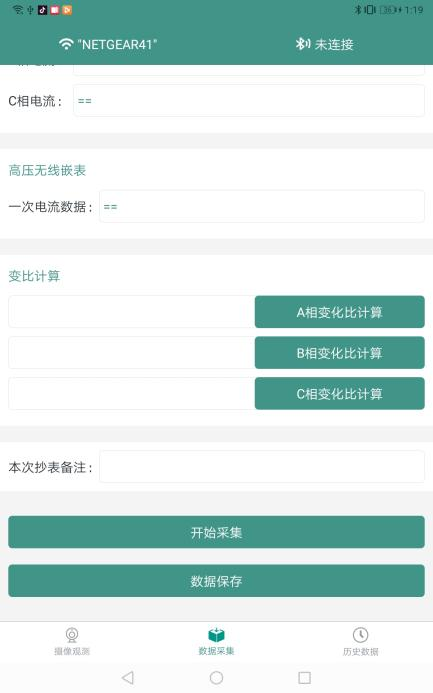 36 1:19
"NETGEAR41" 未连接
C相电流： ==
高压无线嵌表
一次电流数据： ==
变比计算
A相变化比计算
B相变化比计算
C相变化比计算
本次抄表备注：
开始采集
数据保存
摄像观测 数据采集 历史数据